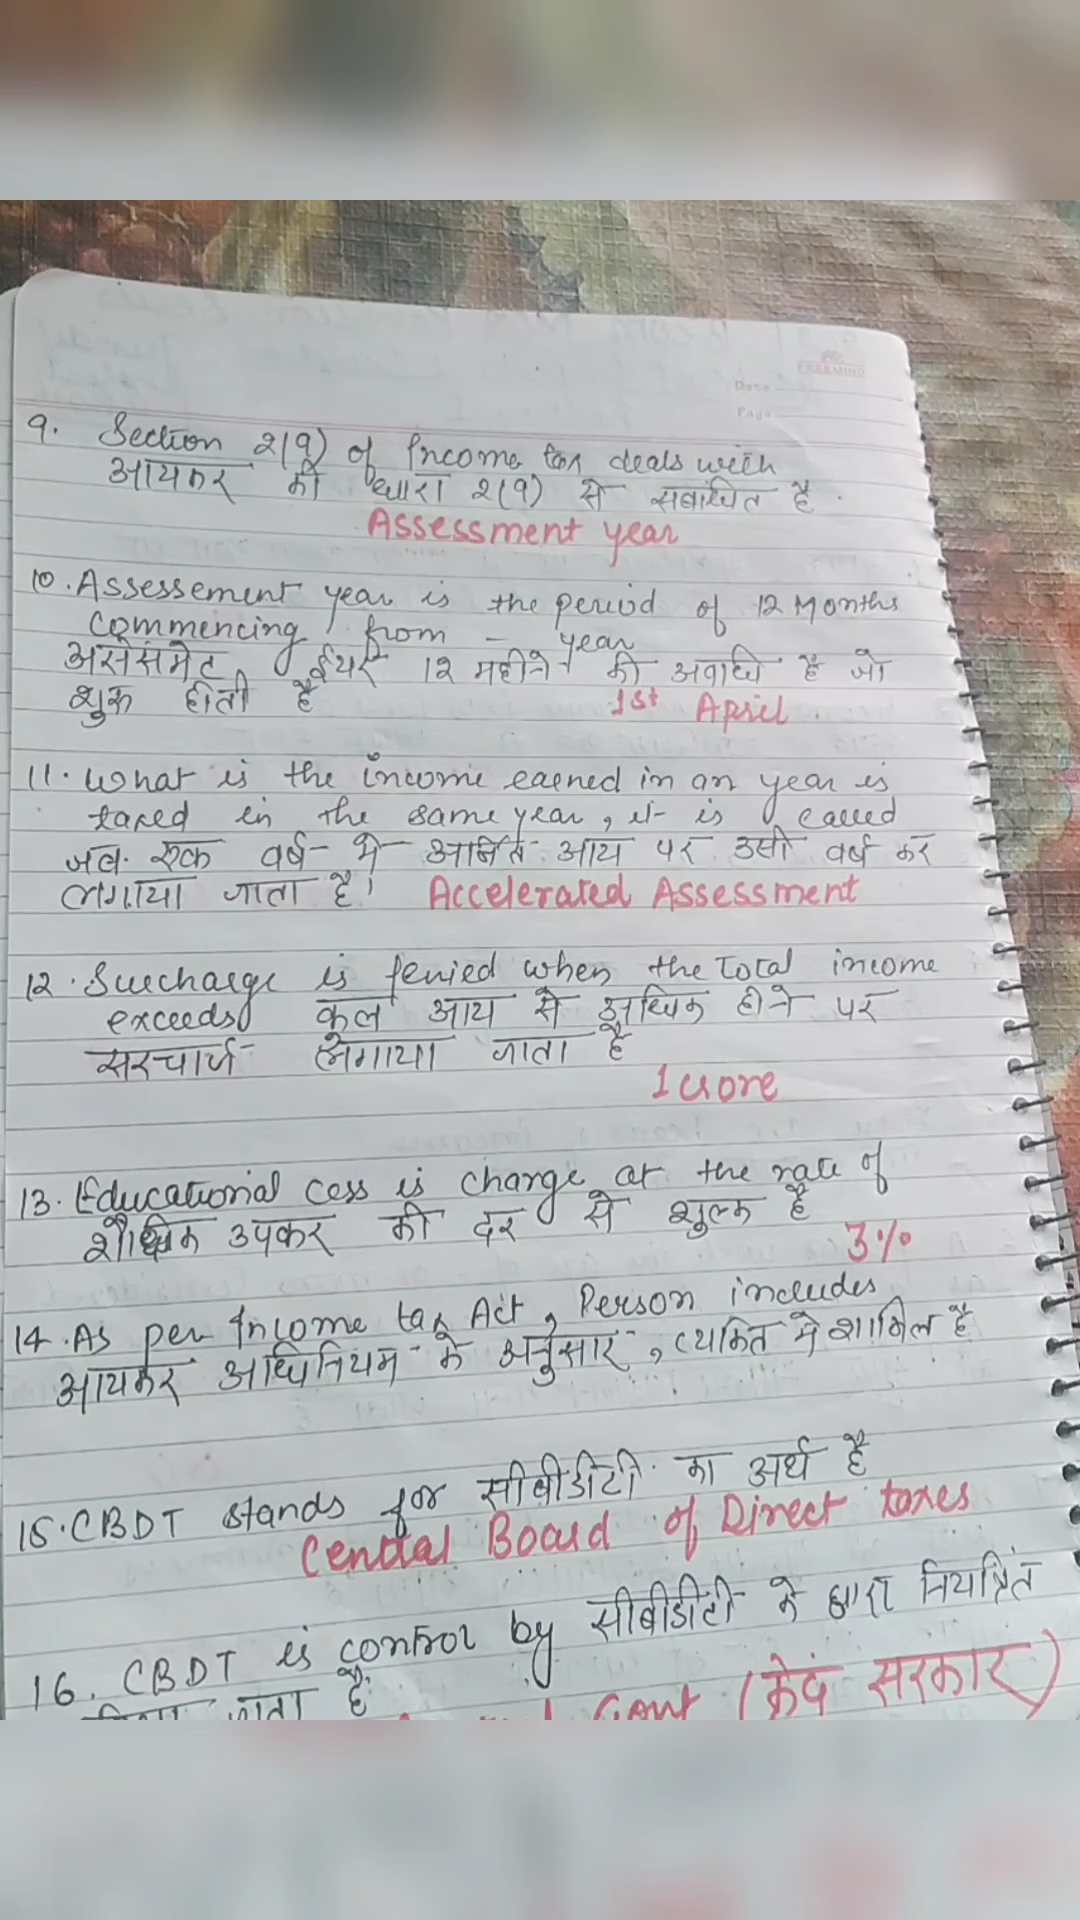 FREEMIND
Date
Page
9. Section 2(9) of Income tax deals with
आयकर की धारा 2(9) से सबंधित है .
Assessment year
10. Assessement year is the period of 12 Months
Commencing from - year
असेसमेंट ईयर 12 महीने की अवधि है जो
शुरू होती है
1st April
11. What is the income earned in an year is
taxed in the same year, it is called
जब एक वर्ष में अर्जित आय पर उसी वर्ष कर
लगाया जाता है।
Accelerated Assessment
12. Surcharge is levied when the Total income
exceeds कुल आय से अधिक होने पर
सरचार्ज लगाया जाता है
1 crore
13. Educational cess is charge at the rate of
शैक्षिक उपकर की दर से शुल्क है
3%
14. As per Income tax Act, Person includes
आयकर अधिनियम के अनुसार, व्यक्ति में शामिल है
15. CBDT stands for सीबीडीटी का अर्थ है
Central Board of Direct taxes
16. CBDT is control by सीबीडीटी के द्वारा नियंत्रित
जाता है
Govt (केंद सरकार)